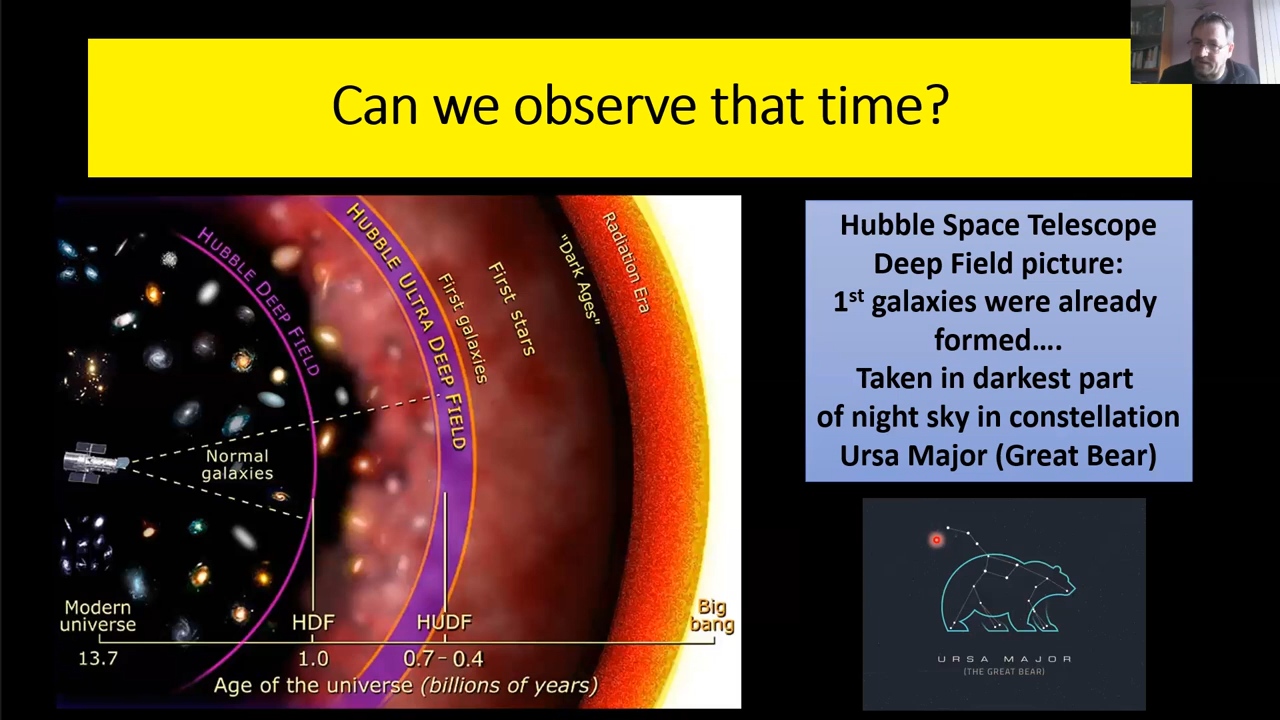 Can we observe that time?
HUBBLE DEEP FIELD
HUBBLE ULTRA DEEP FIELD
First galaxies
First stars
"Dark Ages"
Radiation Era
Normal
galaxies
Modern
universe
HDF
HUDF
Big
bang
13.7
1.0
0.7 - 0.4
Age of the universe (billions of years)
Hubble Space Telescope
Deep Field picture:
1st galaxies were already
formed....
Taken in darkest part
of night sky in constellation
Ursa Major (Great Bear)
URSA MAJOR
(THE GREAT BEAR)